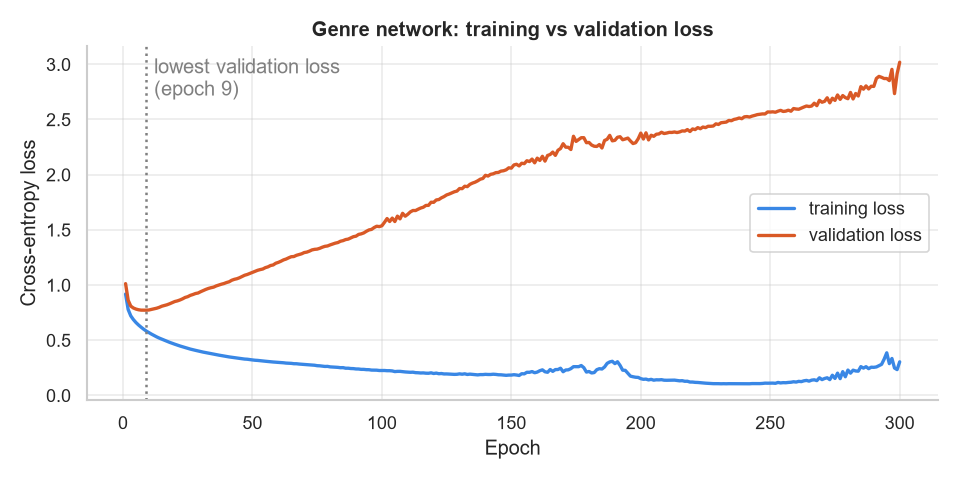 Genre network: training vs validation loss
lowest validation loss
(epoch 9)
3.0
2.5
2.0
1.5
1.0
0.5
0.0
Cross-entropy loss
training loss
validation loss
0 50 100 150 200 250 300
Epoch